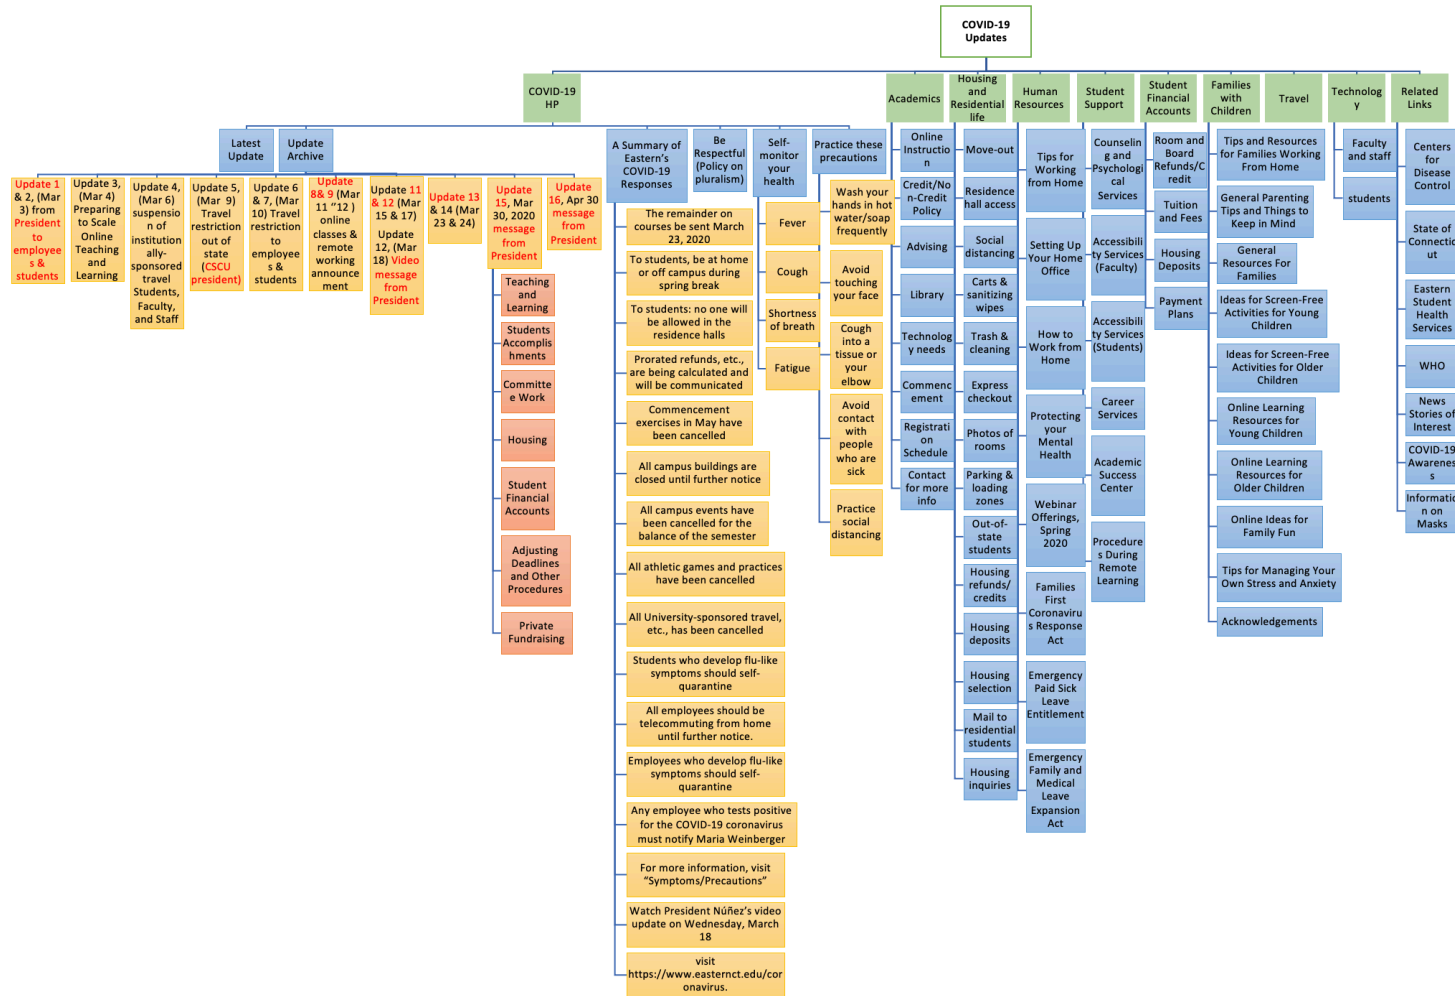 COVID-19
Updates
COVID-19
HP
Academics
Housing
and
Residential
life
Human
Resources
Student
Support
Student
Financial
Accounts
Families
with
Children
Travel
Technolog
y
Related
Links
Latest
Update
Update
Archive
A Summary of
Eastern's
COVID-19
Responses
Be
Respectful
(Policy on
pluralism)
Self-
monitor
your
health
Practice these
precautions
Update 1
& 2, (Mar
3) from
President
to
employee
s &
students
Update 3,
(Mar 4)
Preparing
to Scale
Online
Teaching
and
Learning
Update 4,
(Mar 6)
suspensio
n of
institution
ally-
sponsored
travel
Students,
Faculty,
and Staff
Update 5,
(Mar 9)
Travel
restriction
out of
state
(CSCU
president)
Update 6
& 7, (Mar
10) Travel
restriction
to
employees
&
students
Update
8& 9 (Mar
11 "12 )
online
classes &
remote
working
announce
ment
Update 11
& 12 (Mar
15 & 17)
Update
12, (Mar
18) Video
message
from
President
Update 13
& 14 (Mar
23 & 24)
Update
15, Mar
30, 2020
message
from
President
Update
16, Apr 30
message
from
President
Teaching
and
Learning
Students
Accomplis
hments
Committe
e Work
Housing
Student
Financial
Accounts
Adjusting
Deadlines
and Other
Procedures
Private
Fundraising
The remainder on
courses be sent March
23, 2020
To students, be at home
or off campus during
spring break
To students: no one will
be allowed in the
residence halls
Prorated refunds, etc.,
are being calculated and
will be communicated
Commencement
exercises in May have
been cancelled
All campus buildings are
closed until further notice
All campus events have
been cancelled for the
balance of the semester
All athletic games and practices
have been cancelled
All University-sponsored travel,
etc., has been cancelled
Students who develop flu-like
symptoms should self-
quarantine
All employees should be
telecommuting from home
until further notice.
Employees who develop flu-like
symptoms should self-
quarantine
Any employee who tests positive
for the COVID-19 coronavirus
must notify Maria Weinberger
For more information, visit
"Symptoms/Precautions"
Watch President Núñez's video
update on Wednesday, March
18
visit
https://www.easternct.edu/cor
onavirus.
Fever
Cough
Shortness
of breath
Fatigue
Wash your
hands in hot
water/soap
frequently
Avoid
touching
your face
Cough
into a
tissue or
your
elbow
Avoid
contact
with
people
who are
sick
Practice
social
distancing
Online
Instructio
n
Credit/No
n-Credit
Policy
Advising
Library
Technolog
y needs
Commenc
ement
Registrati
on
Schedule
Contact
for more
info
Move-out
Residence
hall access
Social
distancing
Carts &
sanitizing
wipes
Trash &
cleaning
Express
checkout
Photos of
rooms
Parking &
loading
zones
Out-of-
state
students
Housing
refunds/
credits
Housing
deposits
Housing
selection
Mail to
residential
students
Housing
inquiries
Tips for
Working
from Home
Setting Up
Your Home
Office
How to
Work from
Home
Protecting
your
Mental
Health
Webinar
Offerings,
Spring
2020
Families
First
Coronaviru
s Response
Act
Emergency
Paid Sick
Leave
Entitlement
Emergency
Family and
Medical
Leave
Expansion
Act
Counselin
g and
Psychologi
cal
Services
Accessibili
ty Services
(Faculty)
Accessibili
ty Services
(Students)
Career
Services
Academic
Success
Center
Procedure
s During
Remote
Learning
Room and
Board
Refunds/C
redit
Tuition
and Fees
Housing
Deposits
Payment
Plans
Tips and Resources
for Families Working
From Home
General Parenting
Tips and Things to
Keep in Mind
General
Resources For
Families
Ideas for Screen-Free
Activities for Young
Children
Ideas for Screen-Free
Activities for Older
Children
Online Learning
Resources for
Young Children
Online Learning
Resources for
Older Children
Online Ideas for
Family Fun
Tips for Managing Your
Own Stress and Anxiety
Acknowledgements
Faculty
and staff
students
Centers
for
Disease
Control
State of
Connectic
ut
Eastern
Student
Health
Services
WHO
News
Stories of
Interest
COVID-19
Awarenes
s
Informatio
n on
Masks